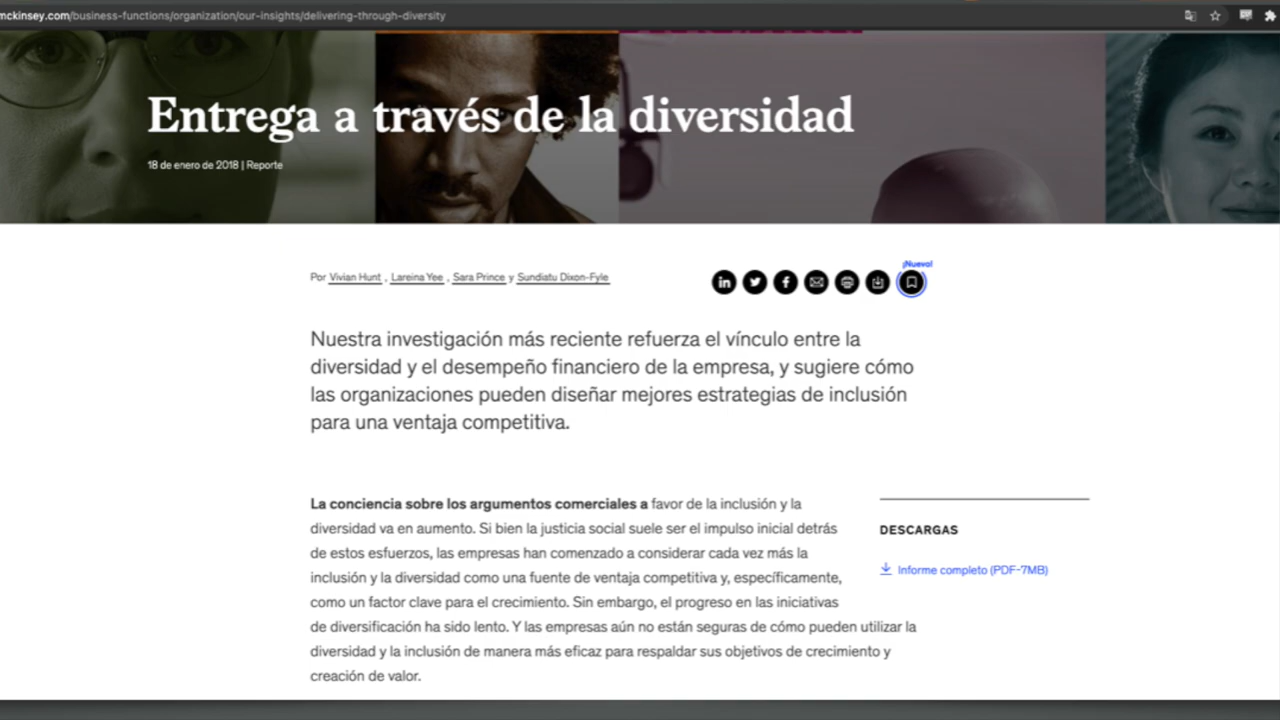 mckinsey.com/business-functions/organization/our-insights/delivering-through-diversity
Entrega a través de la diversidad
18 de enero de 2018 | Reporte
¡Nuevo!
Por Vivian Hunt , Lareina Yee , Sara Prince y Sundiatu Dixon-Fyle
Nuestra investigación más reciente refuerza el vínculo entre la
diversidad y el desempeño financiero de la empresa, y sugiere cómo
las organizaciones pueden diseñar mejores estrategias de inclusión
para una ventaja competitiva.
La conciencia sobre los argumentos comerciales a favor de la inclusión y la
diversidad va en aumento. Si bien la justicia social suele ser el impulso inicial detrás
de estos esfuerzos, las empresas han comenzado a considerar cada vez más la
inclusión y la diversidad como una fuente de ventaja competitiva y, específicamente,
como un factor clave para el crecimiento. Sin embargo, el progreso en las iniciativas
de diversificación ha sido lento. Y las empresas aún no están seguras de cómo pueden utilizar la
diversidad y la inclusión de manera más eficaz para respaldar sus objetivos de crecimiento y
creación de valor.
DESCARGAS
Informe completo (PDF-7MB)